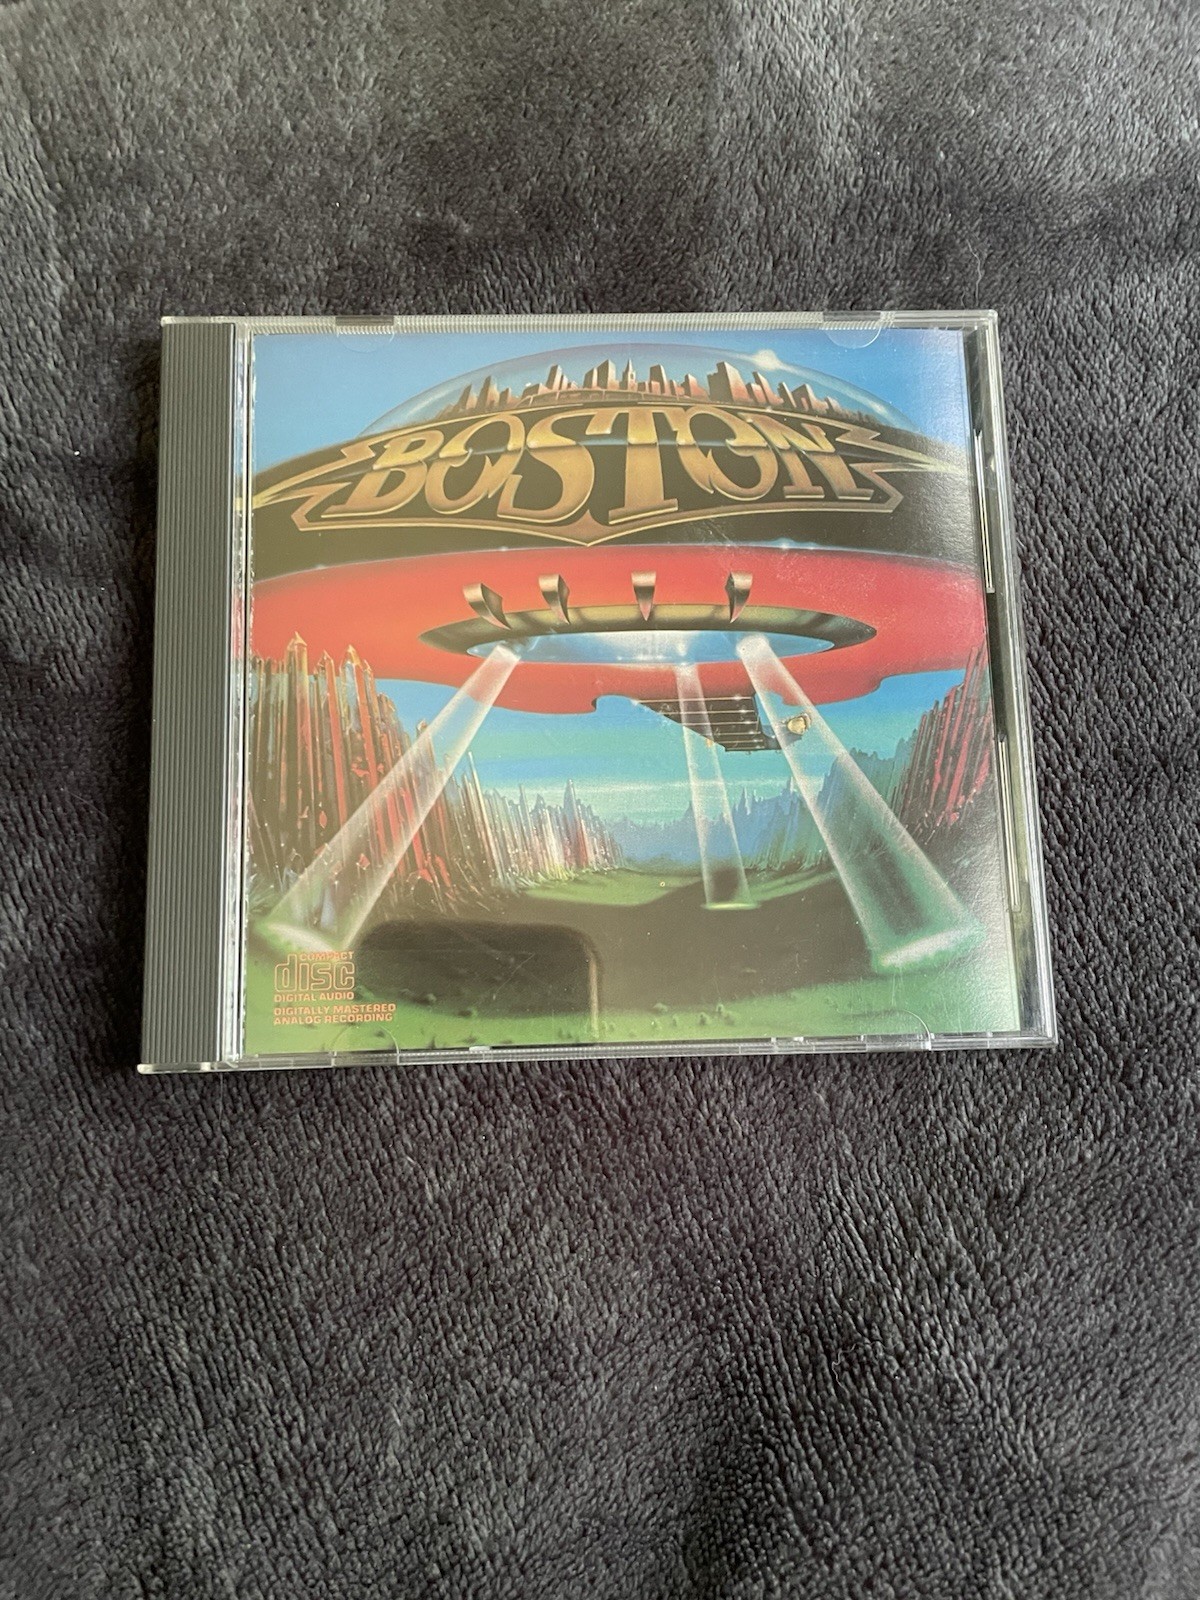 BOSTON
COMPACT
disc
DIGITAL AUDIO
DIGITALLY MASTERED
ANALOG RECORDING